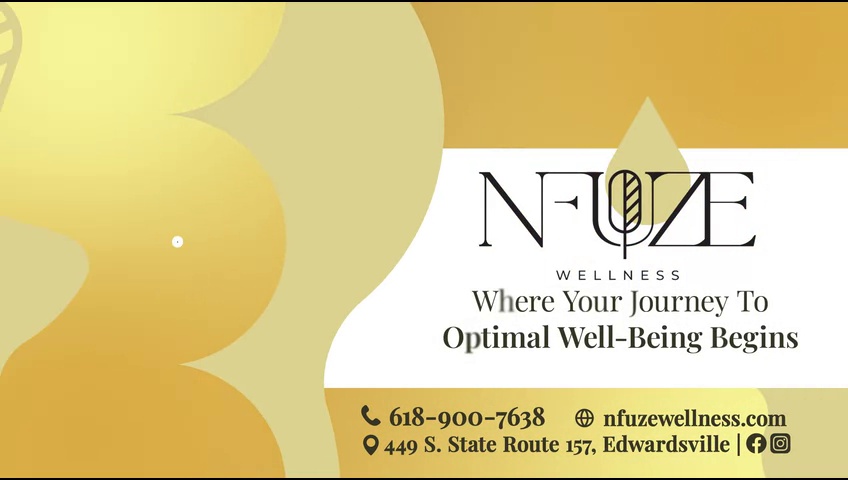 NFUZE
WELLNESS
Where Your Journey To
Optimal Well-Being Begins
618-900-7638 nfuzewellness.com
449 S. State Route 157, Edwardsville |